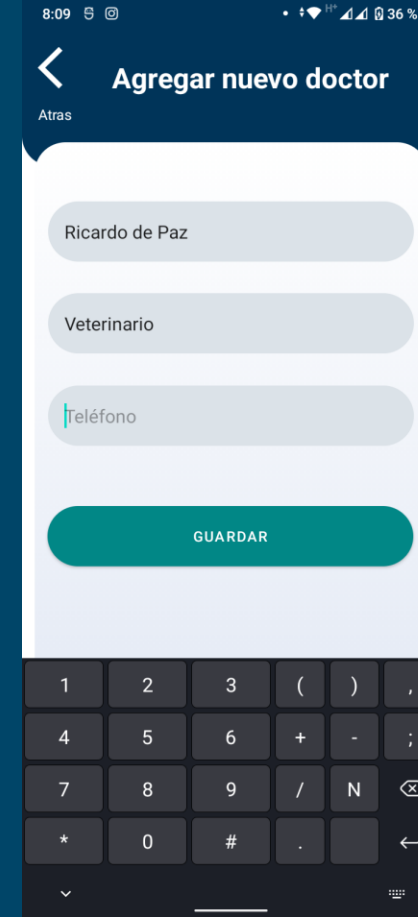 8:09
H+
36 %
Agregar nuevo doctor
Atras
Ricardo de Paz
Veterinario
Teléfono
GUARDAR
1 2 3 ( ) ,
4 5 6 + - ;
7 8 9 / N
* 0 # .